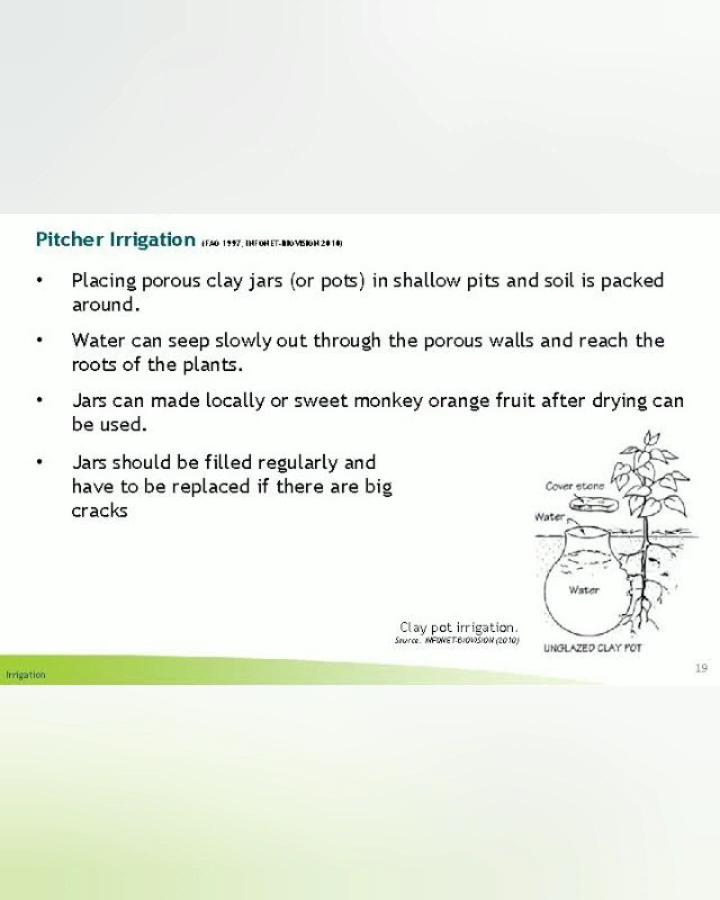 Pitcher Irrigation (FAO 1997, INFONET-BIOVISION 2010)
• Placing porous clay jars (or pots) in shallow pits and soil is packed
around.
• Water can seep slowly out through the porous walls and reach the
roots of the plants.
• Jars can made locally or sweet monkey orange fruit after drying can
be used.
• Jars should be filled regularly and
have to be replaced if there are big
cracks
Cover stone
Water
Water
Clay pot irrigation.
Source: INFONET-BIOVISION (2010)
UNGLAZED CLAY POT
Irrigation
19